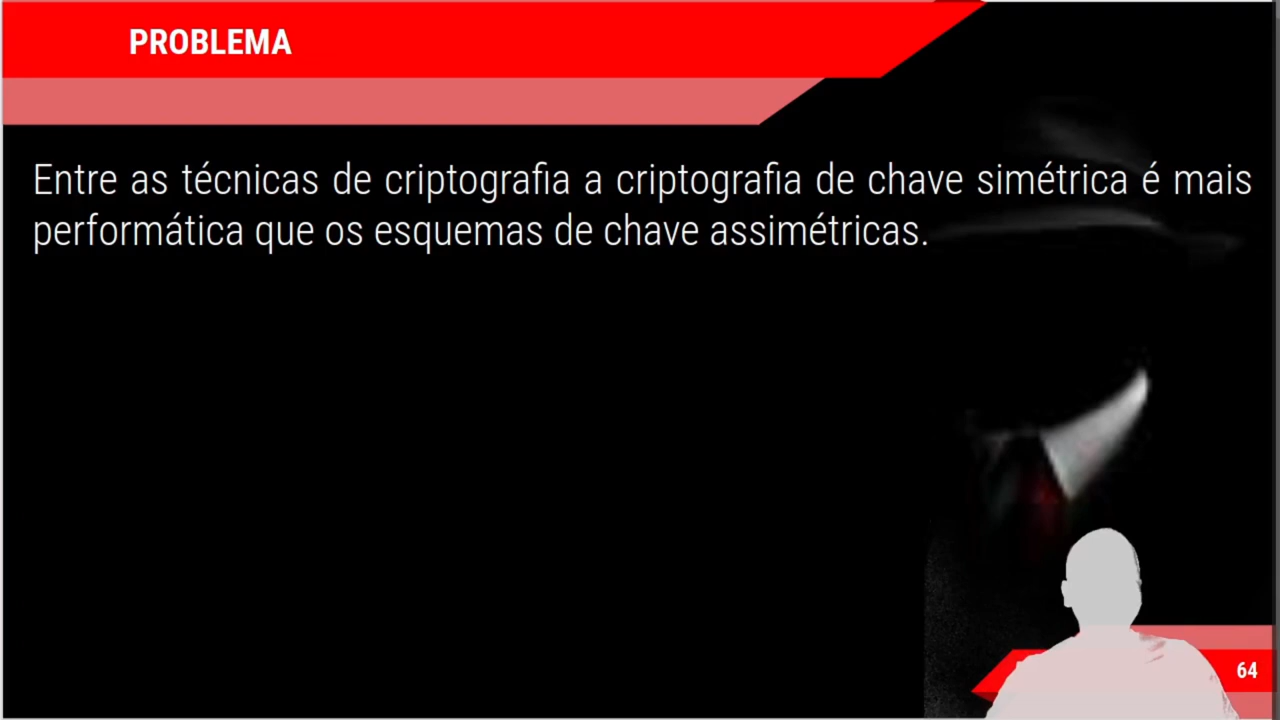 PROBLEMA
Entre as técnicas de criptografia a criptografia de chave simétrica é mais
performática que os esquemas de chave assimétricas.
64